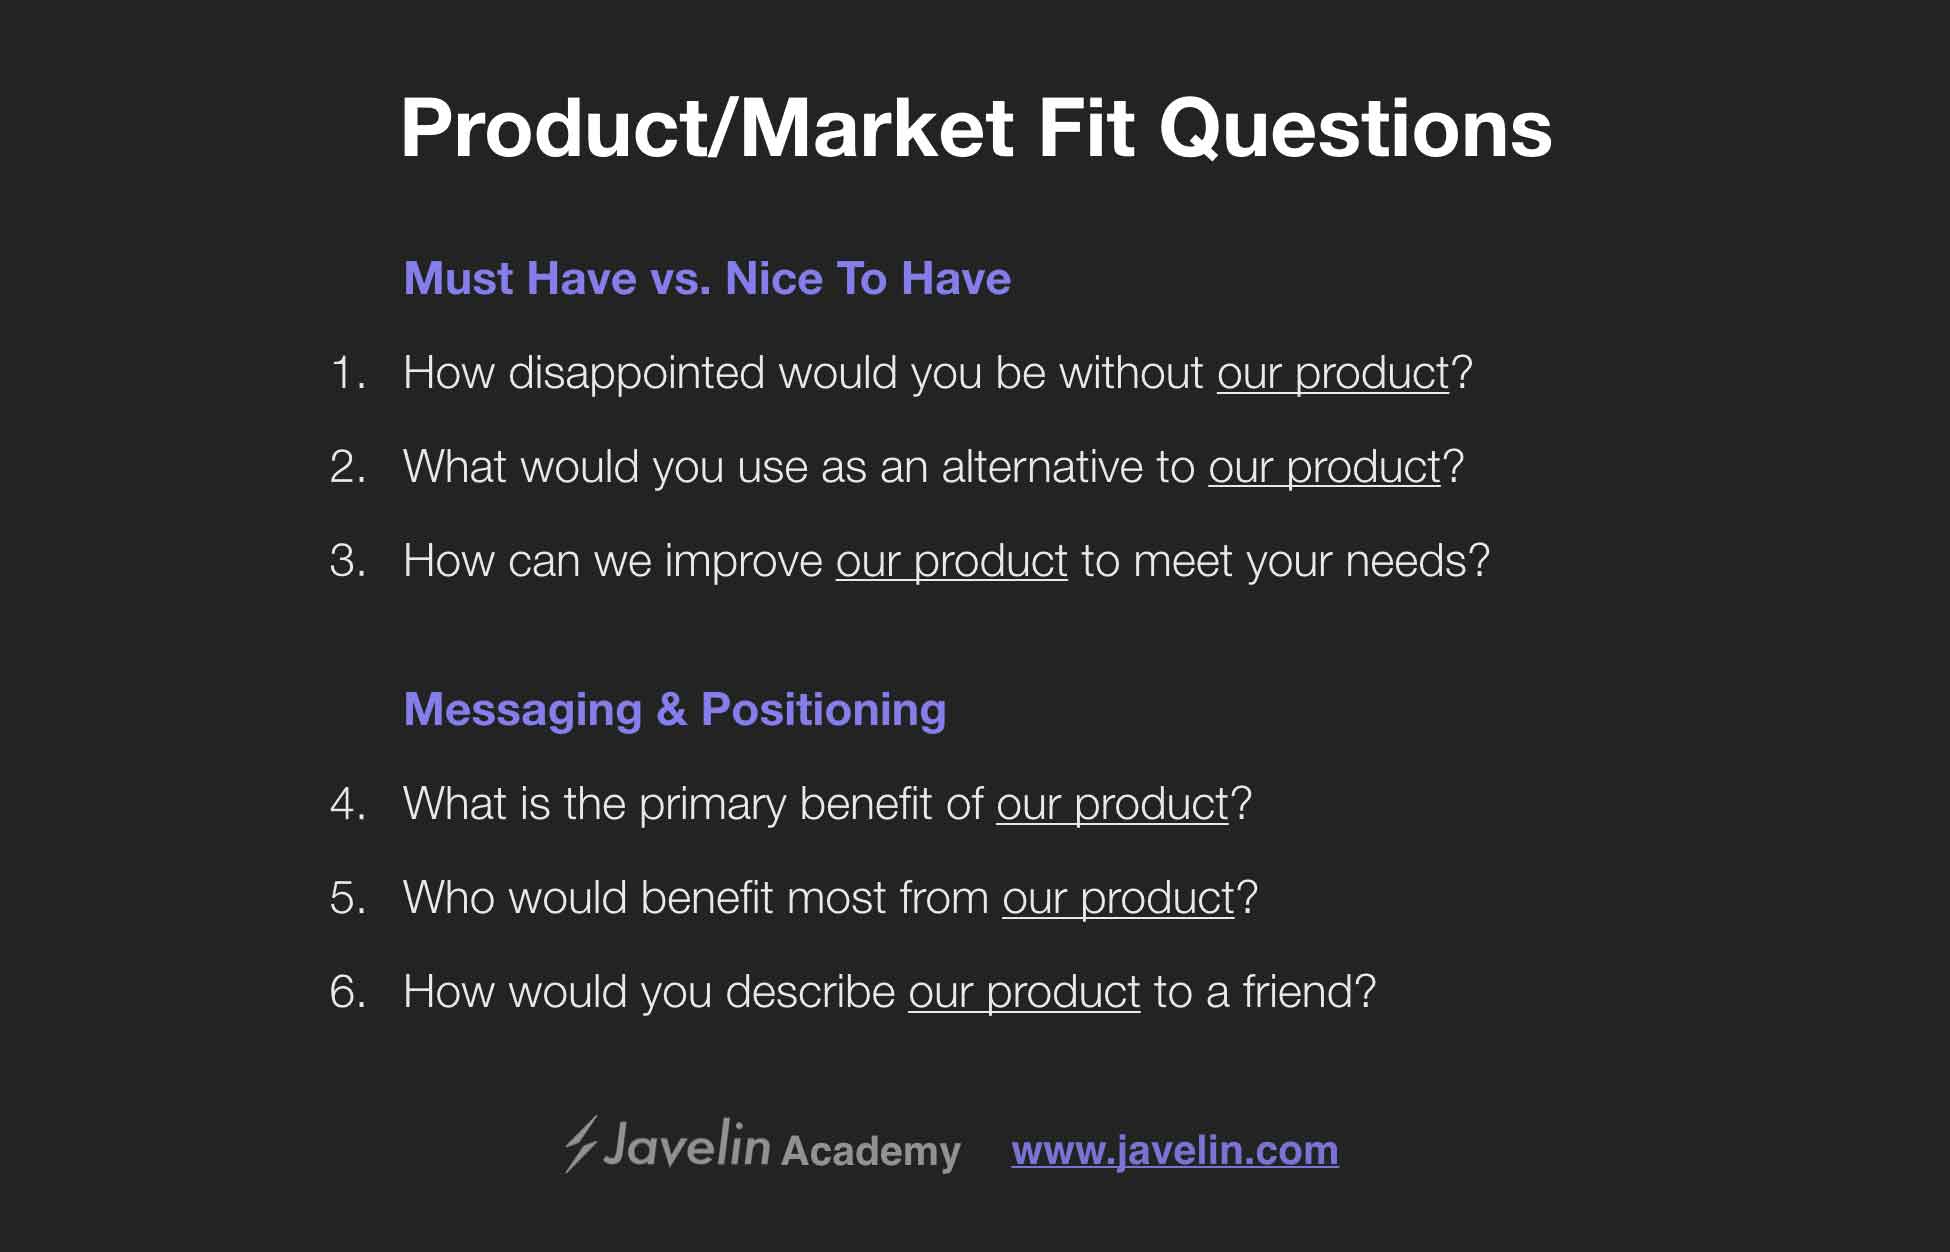 Product/Market Fit Questions
Must Have vs. Nice To Have
1. How disappointed would you be without our product?
2. What would you use as an alternative to our product?
3. How can we improve our product to meet your needs?
Messaging & Positioning
4. What is the primary benefit of our product?
5. Who would benefit most from our product?
6. How would you describe our product to a friend?
Javelin Academy www.javelin.com